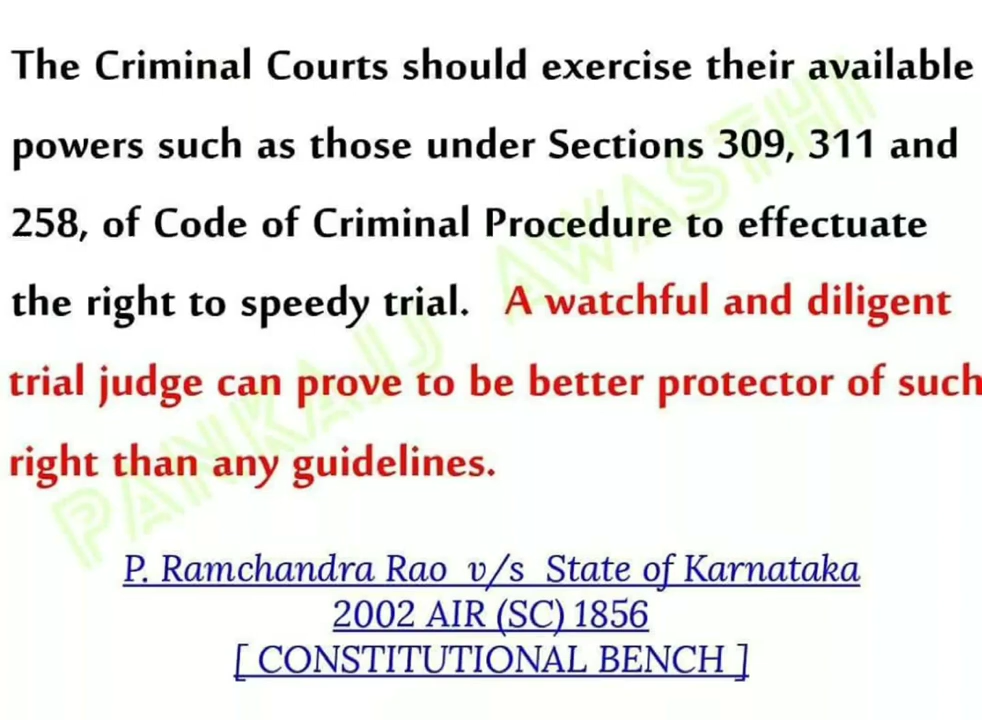 The Criminal Courts should exercise their available
powers such as those under Sections 309, 311 and
258, of Code of Criminal Procedure to effectuate
the right to speedy trial. A watchful and diligent
trial judge can prove to be better protector of such
right than any guidelines.
PANKAJ AWASTHI
P. Ramchandra Rao v/s State of Karnataka
2002 AIR (SC) 1856
[ CONSTITUTIONAL BENCH ]